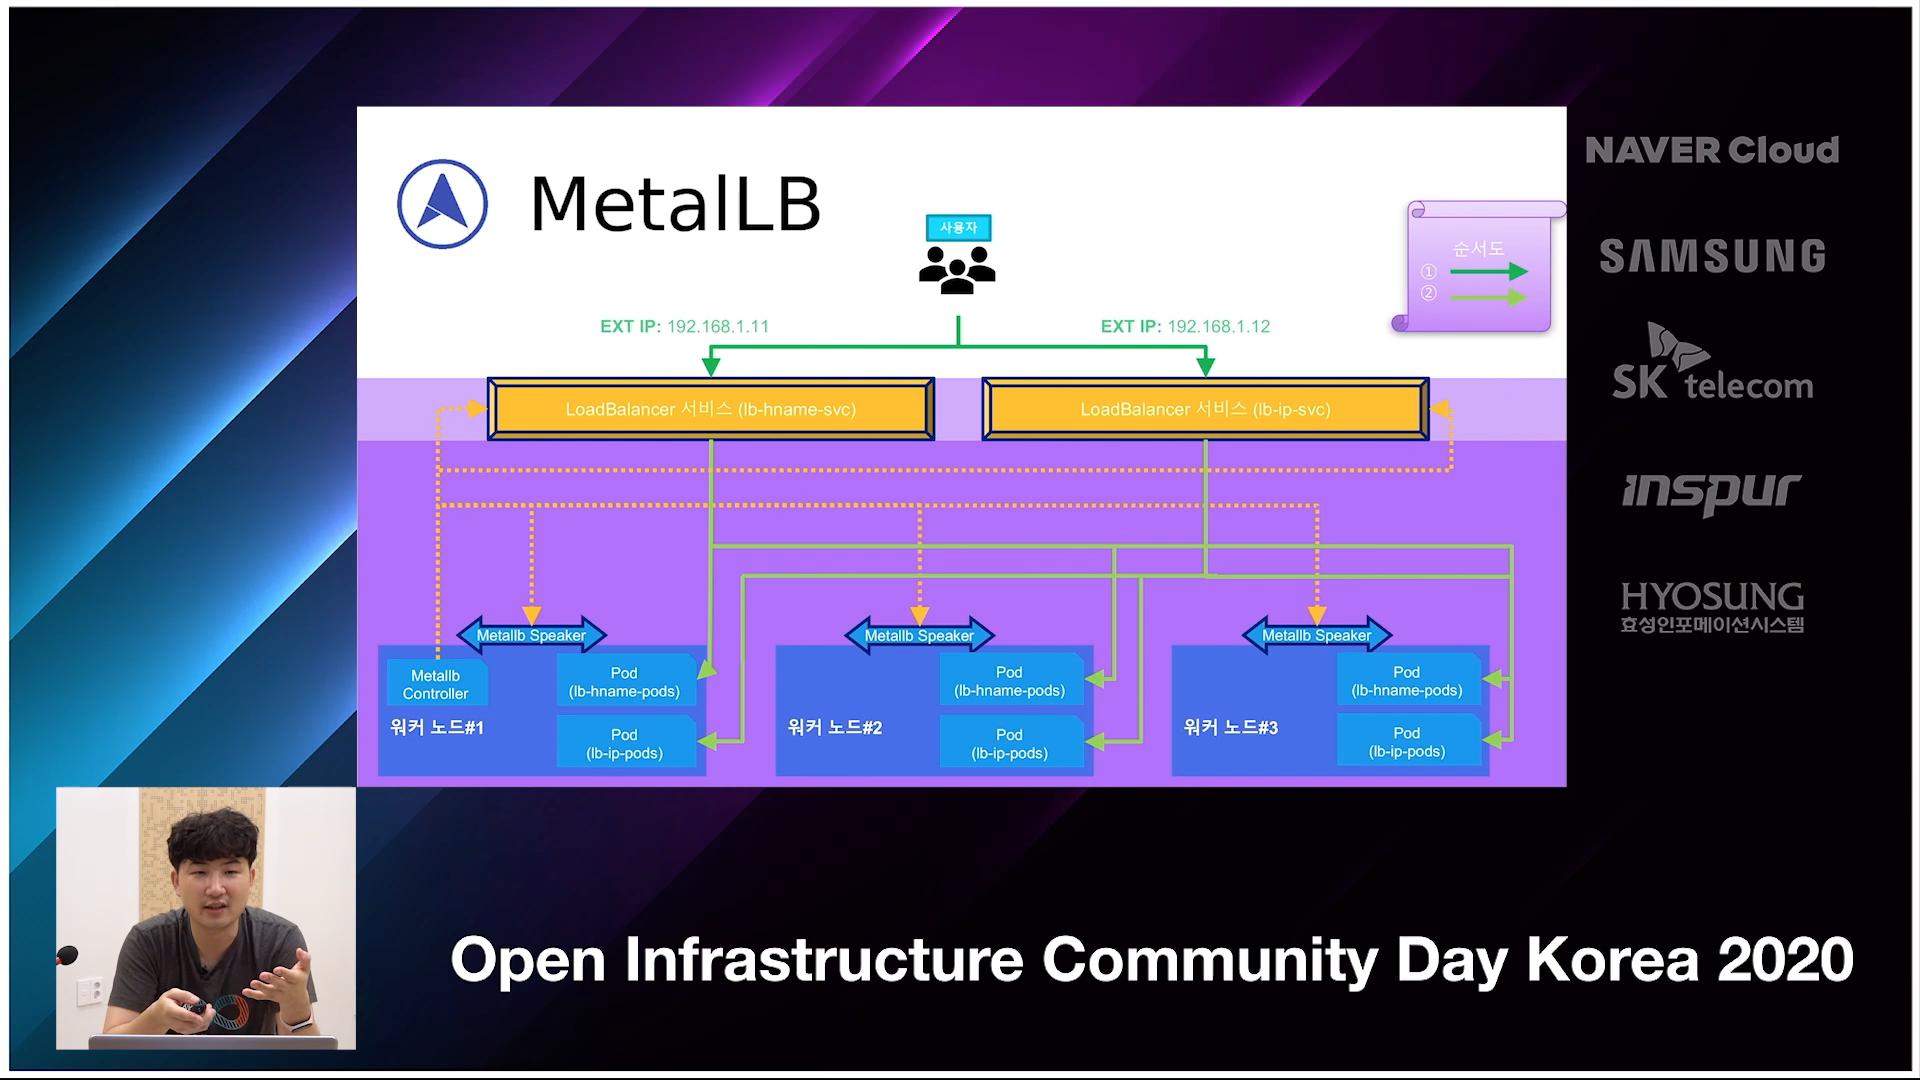 MetalLB
사용자
순서도
①
②
EXT IP: 192.168.1.11
EXT IP: 192.168.1.12
LoadBalancer 서비스 (lb-hname-svc)
LoadBalancer 서비스 (lb-ip-svc)
Metallb Speaker
Metallb Speaker
Metallb Speaker
Metallb
Controller
워커 노드#1
Pod
(lb-hname-pods)
Pod
(lb-ip-pods)
워커 노드#2
Pod
(lb-hname-pods)
Pod
(lb-ip-pods)
워커 노드#3
Pod
(lb-hname-pods)
Pod
(lb-ip-pods)
NAVER Cloud
SAMSUNG
SK telecom
inspur
HYOSUNG
효성인포메이션시스템
Open Infrastructure Community Day Korea 2020